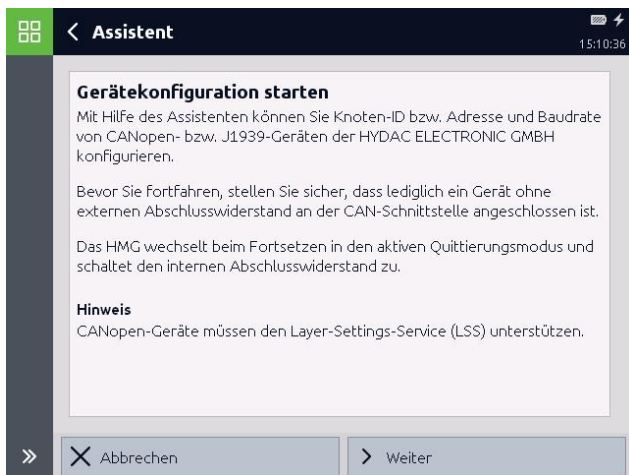 Assistent
15:10:36
Gerätekonfiguration starten
Mit Hilfe des Assistenten können Sie Knoten-ID bzw. Adresse und Baudrate
von CANopen- bzw. J1939-Geräten der HYDAC ELECTRONIC GMBH
konfigurieren.
Bevor Sie fortfahren, stellen Sie sicher, dass lediglich ein Gerät ohne
externen Abschlusswiderstand an der CAN-Schnittstelle angeschlossen ist.
Das HMG wechselt beim Fortsetzen in den aktiven Quittierungsmodus und
schaltet den internen Abschlusswiderstand zu.
Hinweis
CANopen-Geräte müssen den Layer-Settings-Service (LSS) unterstützen.
Abbrechen
Weiter